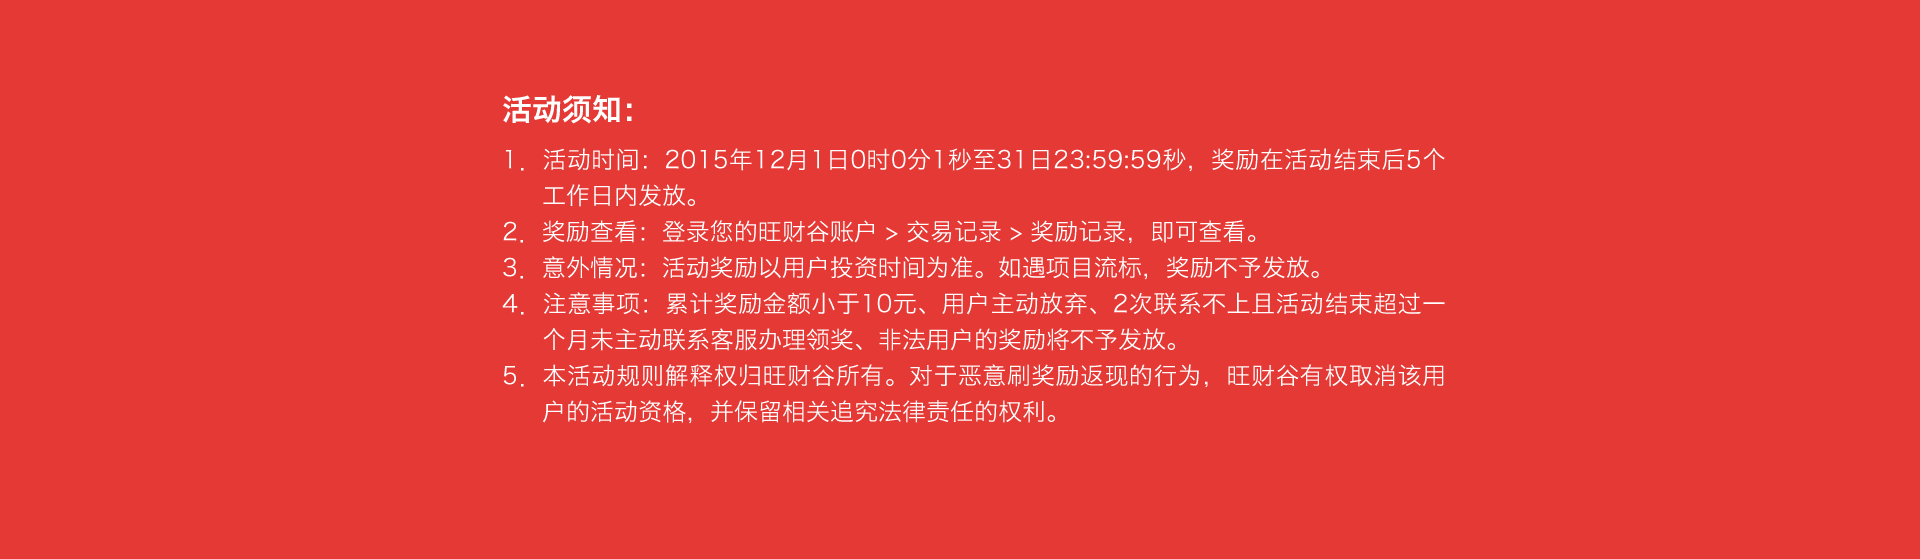 活动须知：
1. 活动时间：2015年12月1日0时0分1秒至31日23:59:59秒，奖励在活动结束后5个
工作日内发放。
2. 奖励查看：登录您的旺财谷账户 > 交易记录 > 奖励记录，即可查看。
3. 意外情况：活动奖励以用户投资时间为准。如遇项目流标，奖励不予发放。
4. 注意事项：累计奖励金额小于10元、用户主动放弃、2次联系不上且活动结束超过一
个月未主动联系客服办理领奖、非法用户的奖励将不予发放。
5. 本活动规则解释权归旺财谷所有。对于恶意刷奖励返现的行为，旺财谷有权取消该用
户的活动资格，并保留相关追究法律责任的权利。